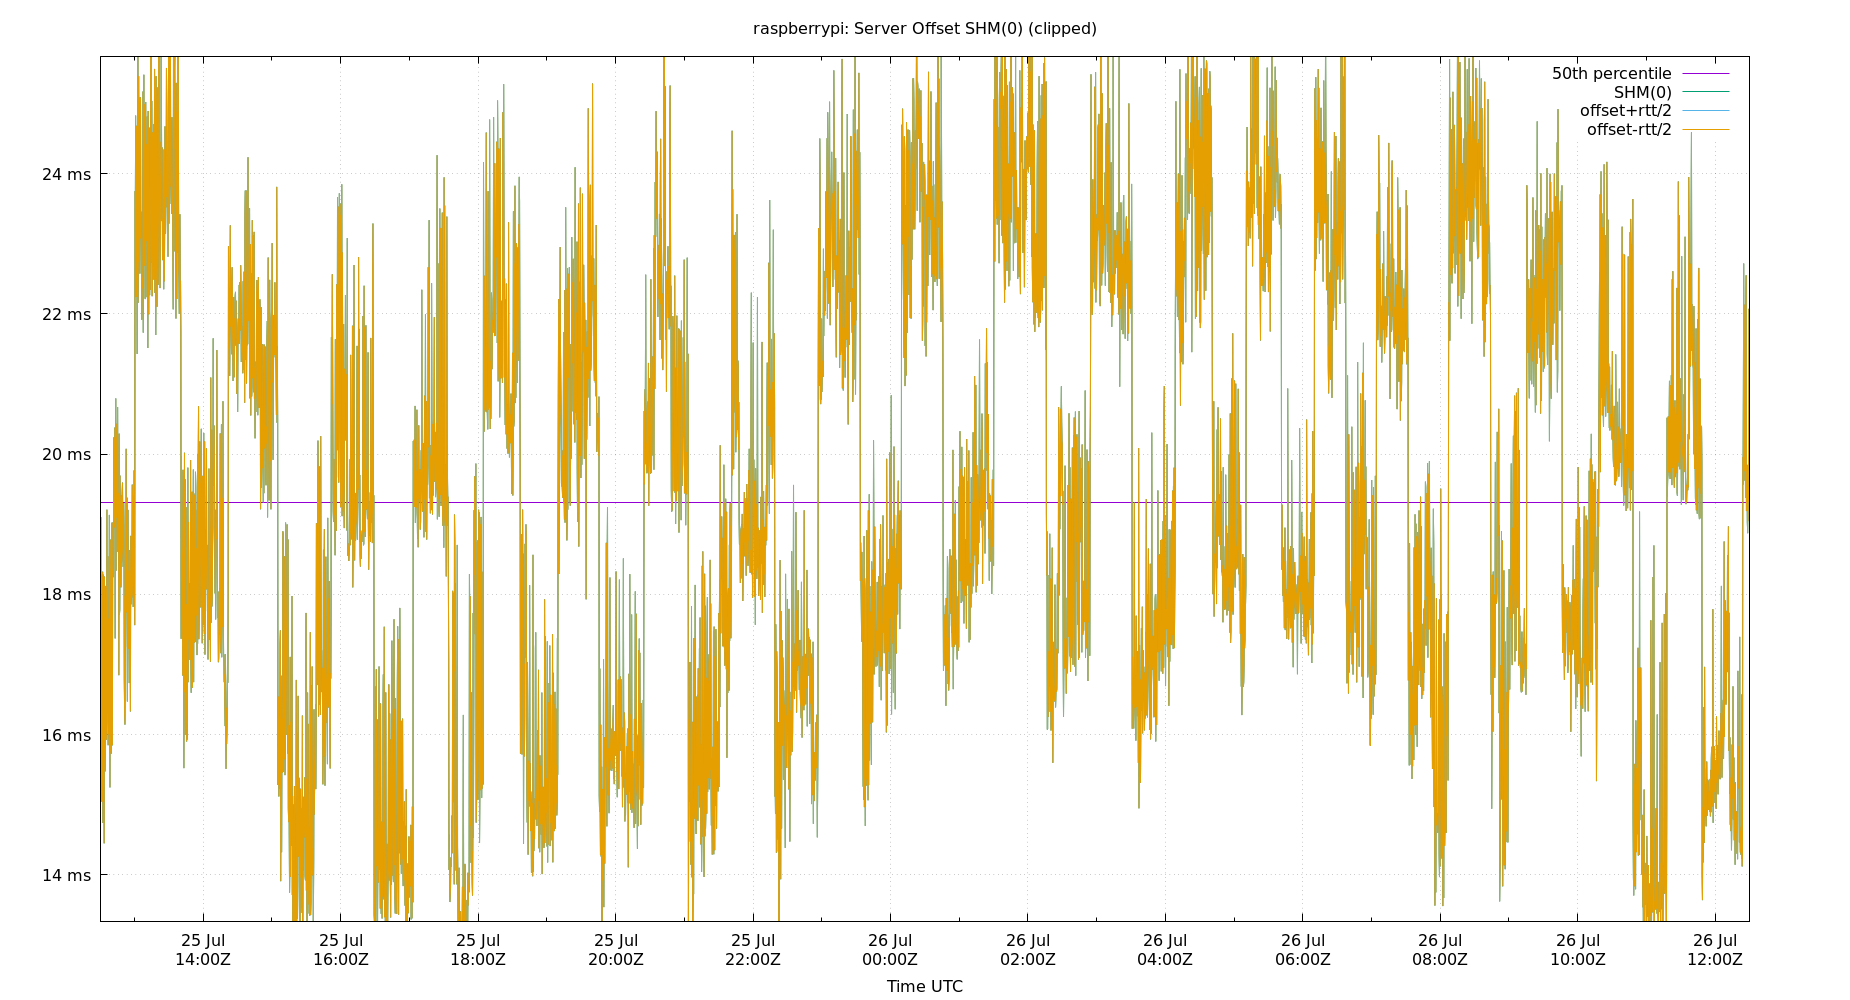 raspberrypi: Server Offset SHM(0) (clipped)
50th percentile
SHM(0)
offset+rtt/2
offset-rtt/2
24 ms
22 ms
20 ms
18 ms
16 ms
14 ms
25 Jul 25 Jul 25 Jul 25 Jul 25 Jul 26 Jul 26 Jul 26 Jul 26 Jul 26 Jul 26 Jul 26 Jul
14:00Z 16:00Z 18:00Z 20:00Z 22:00Z 00:00Z 02:00Z 04:00Z 06:00Z 08:00Z 10:00Z 12:00Z
Time UTC